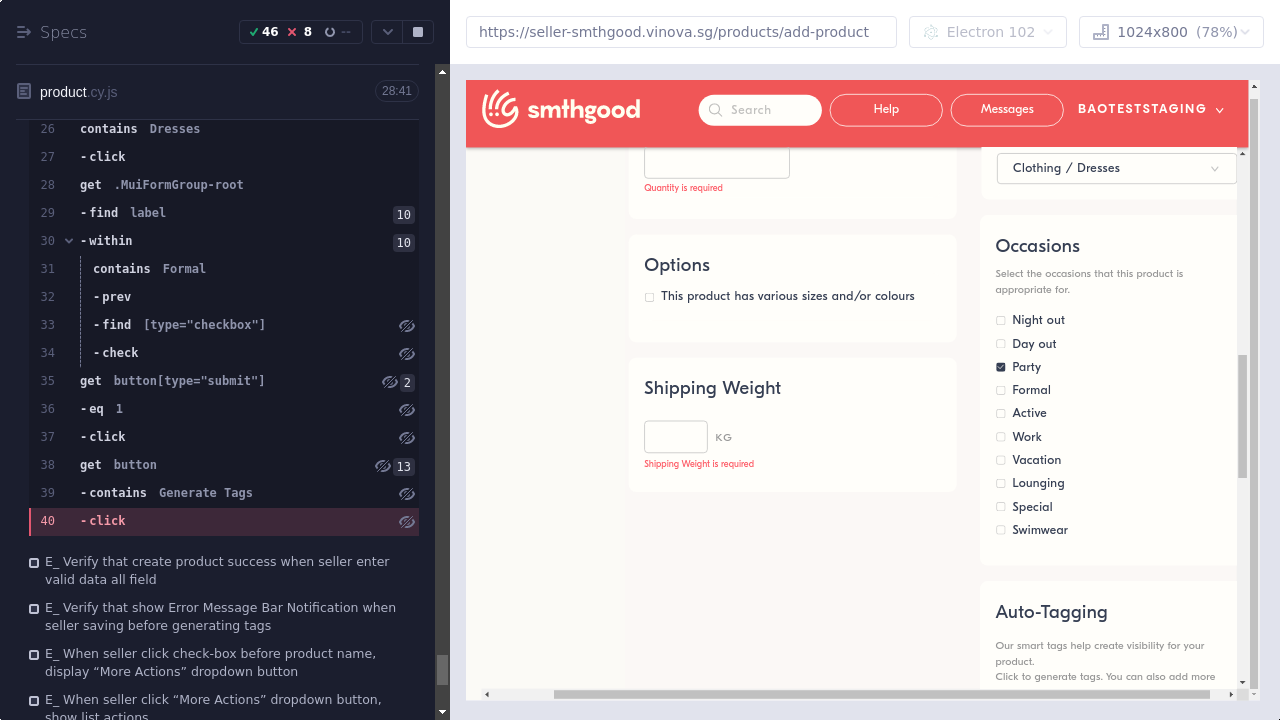 Specs
46
8
--
product.cy.js
28:41
26 contains Dresses
27 -click
28 get .MuiFormGroup-root
29 -find label 10
30 -within 10
31 contains Formal
32 -prev
33 -find [type="checkbox"]
34 -check
35 get button[type="submit"] 2
36 -eq 1
37 -click
38 get button 13
39 -contains Generate Tags
40 -click
E_ Verify that create product success when seller enter
valid data all field
E_ Verify that show Error Message Bar Notification when
seller saving before generating tags
E_ When seller click check-box before product name,
display “More Actions” dropdown button
E_ When seller click “More Actions” dropdown button,
show list actions
https://seller-smthgood.vinova.sg/products/add-product
Electron 102
1024x800 (78%)
smthgood
Search
Help
Messages
BAOTESTSTAGING
Quantity is required
Options
This product has various sizes and/or colours
Shipping Weight
KG
Shipping Weight is required
Clothing / Dresses
Occasions
Select the occasions that this product is
appropriate for.
Night out
Day out
Party
Formal
Active
Work
Vacation
Lounging
Special
Swimwear
Auto-Tagging
Our smart tags help create visibility for your
product.
Click to generate tags. You can also add more